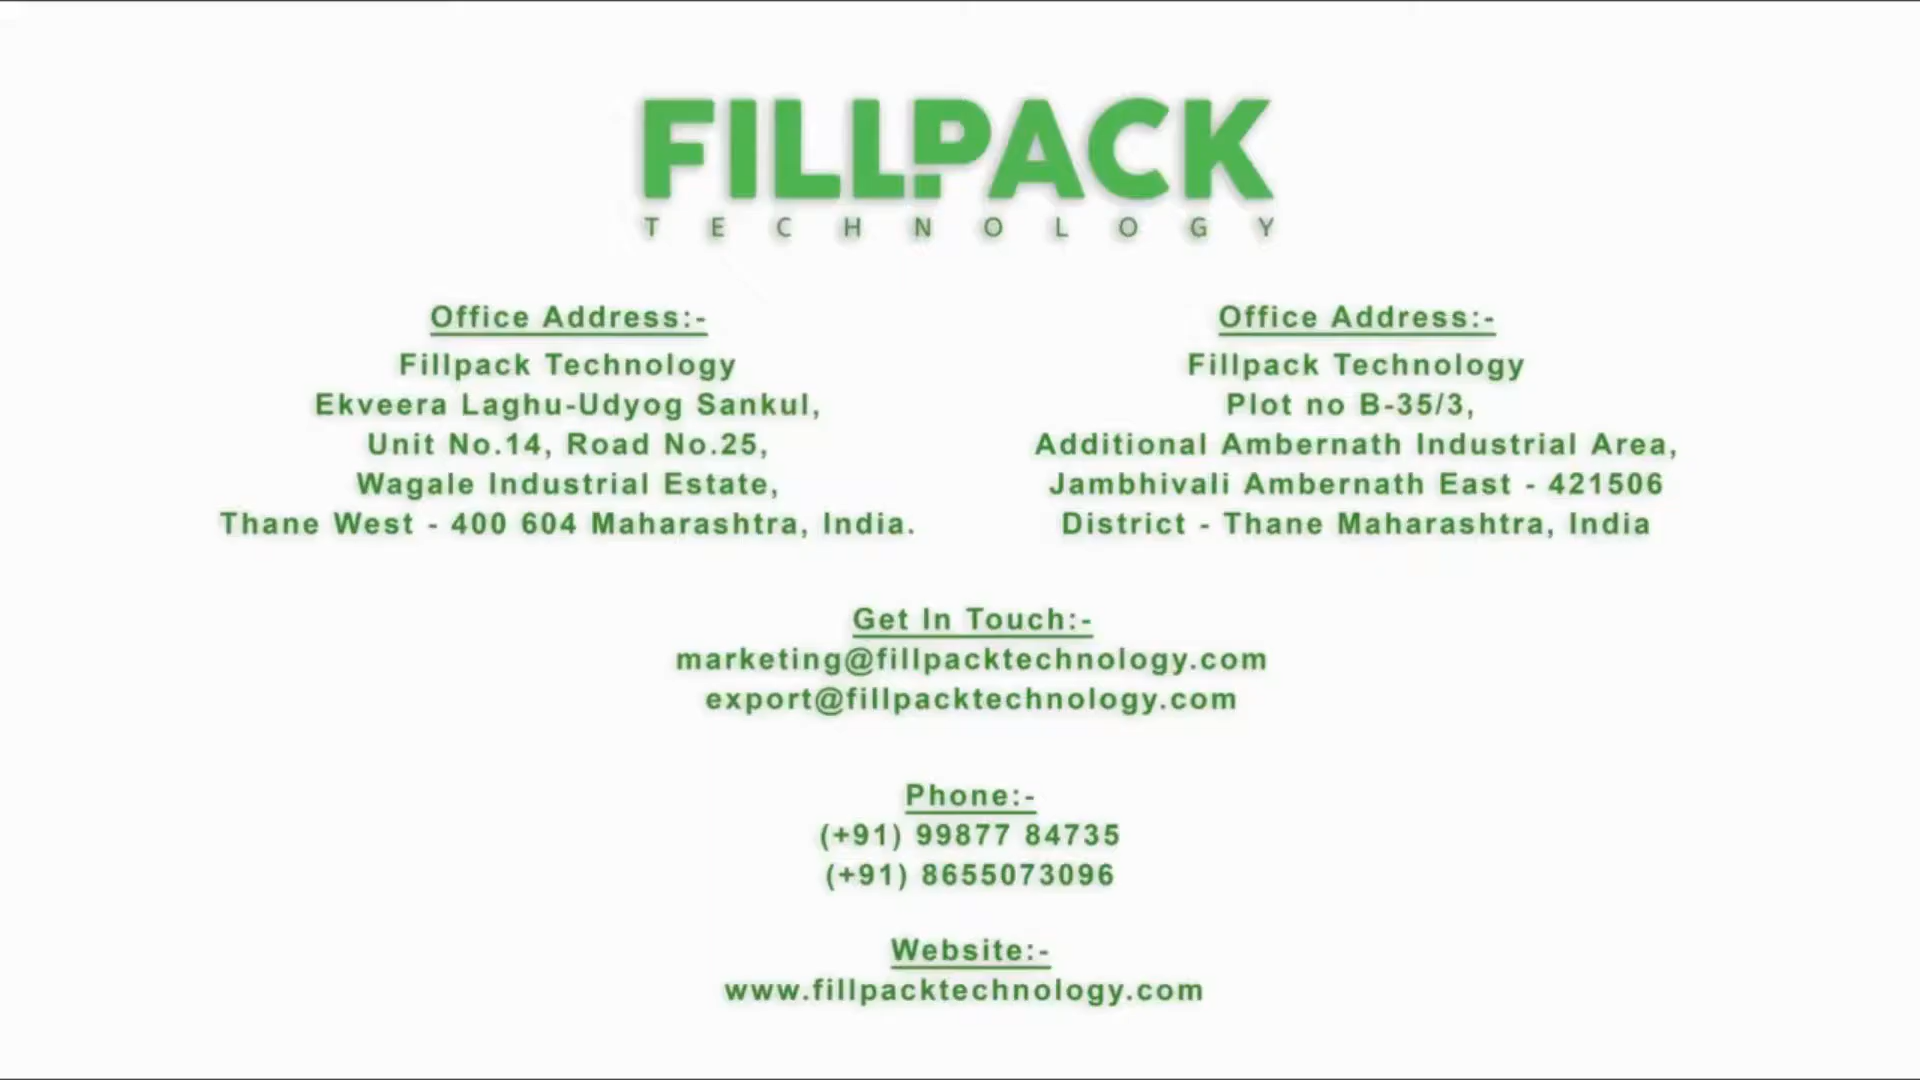 FILLPACK
TECHNOLOGY
Office Address:-
Fillpack Technology
Ekveera Laghu-Udyog Sankul,
Unit No.14, Road No.25,
Wagale Industrial Estate,
Thane West - 400 604 Maharashtra, India.
Office Address:-
Fillpack Technology
Plot no B-35/3,
Additional Ambernath Industrial Area,
Jambhivali Ambernath East - 421506
District - Thane Maharashtra, India
Get In Touch:-
marketing@fillpacktechnology.com
export@fillpacktechnology.com
Phone:-
(+91) 99877 84735
(+91) 8655073096
Website:-
www.fillpacktechnology.com